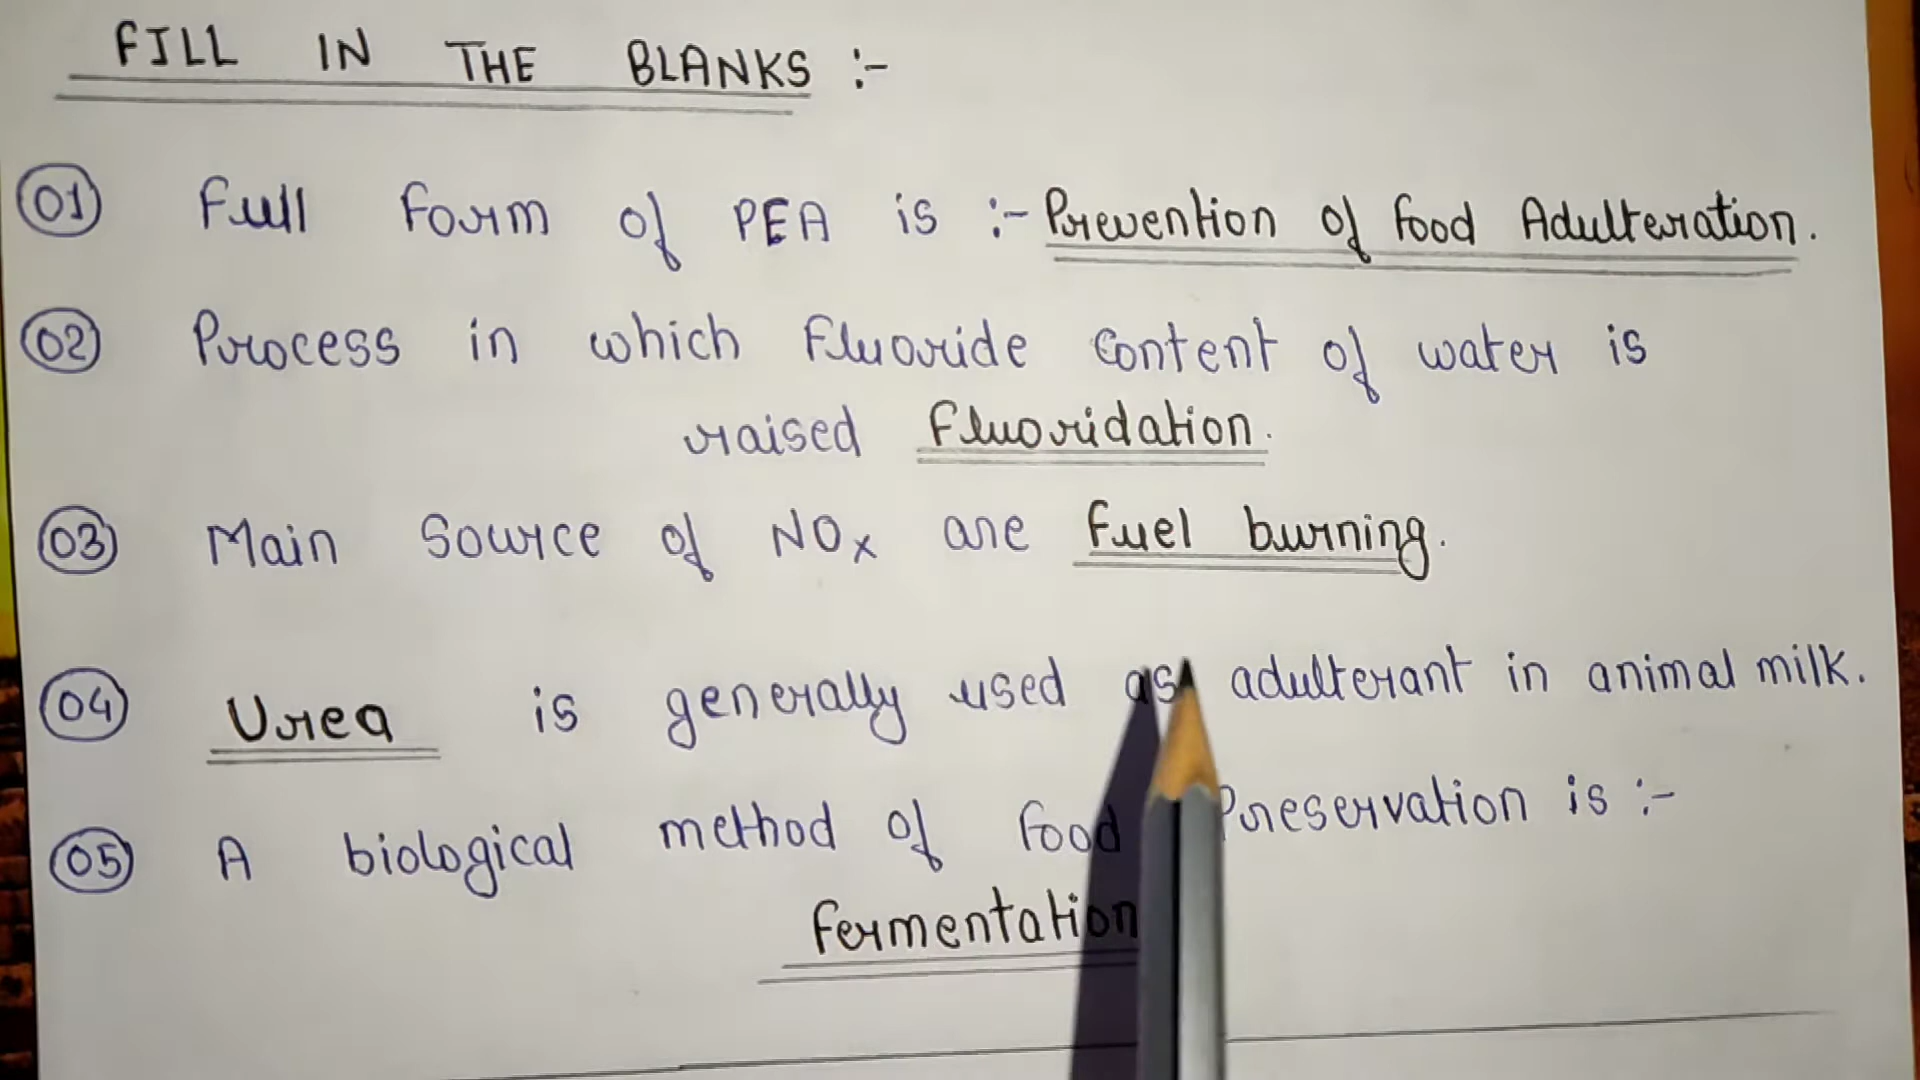 FILL IN THE BLANKS :-
01 Full form of PEA is :- Prevention of Food Adulteration.
02 Process in which Fluoride content of water is
raised Fluoridation.
03 Main Source of NOx are Fuel burning.
04 Urea is generally used as adulterant in animal milk.
05 A biological method of Food Preservation is :-
Fermentation